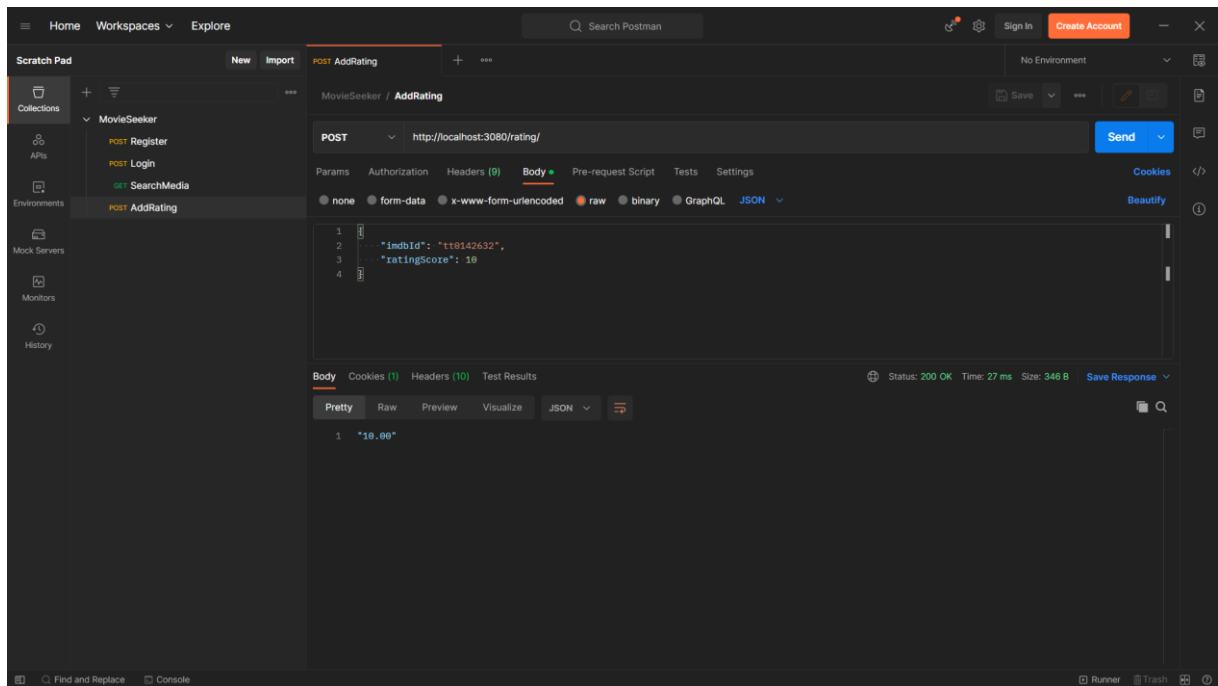 Home Workspaces Explore Search Postman Sign In Create Account
Scratch Pad New Import POST AddRating No Environment
Collections MovieSeeker / AddRating Save
MovieSeeker
POST Register POST http://localhost:3080/rating/ Send
POST Login
APIs
GET SearchMedia Params Authorization Headers (9) Body Pre-request Script Tests Settings Cookies
Environments POST AddRating none form-data x-www-form-urlencoded raw binary GraphQL JSON Beautify
Mock Servers
Monitors
History
1 {
2 "imdbId": "tt0142632",
3 "ratingScore": 10
4 }
Body Cookies (1) Headers (10) Test Results Status: 200 OK Time: 27 ms Size: 346 B Save Response
Pretty Raw Preview Visualize JSON
1 "10.00"
Find and Replace Console Runner Trash